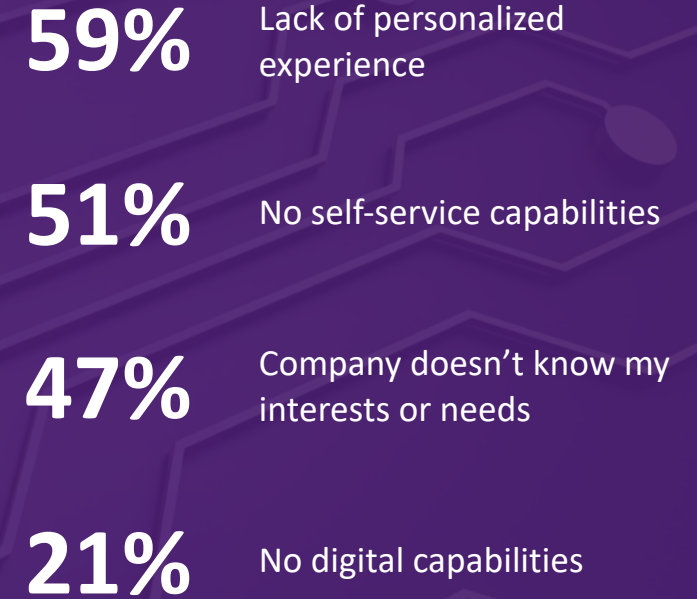 59%
Lack of personalized
experience
51%
No self-service capabilities
47%
Company doesn’t know my
interests or needs
21%
No digital capabilities